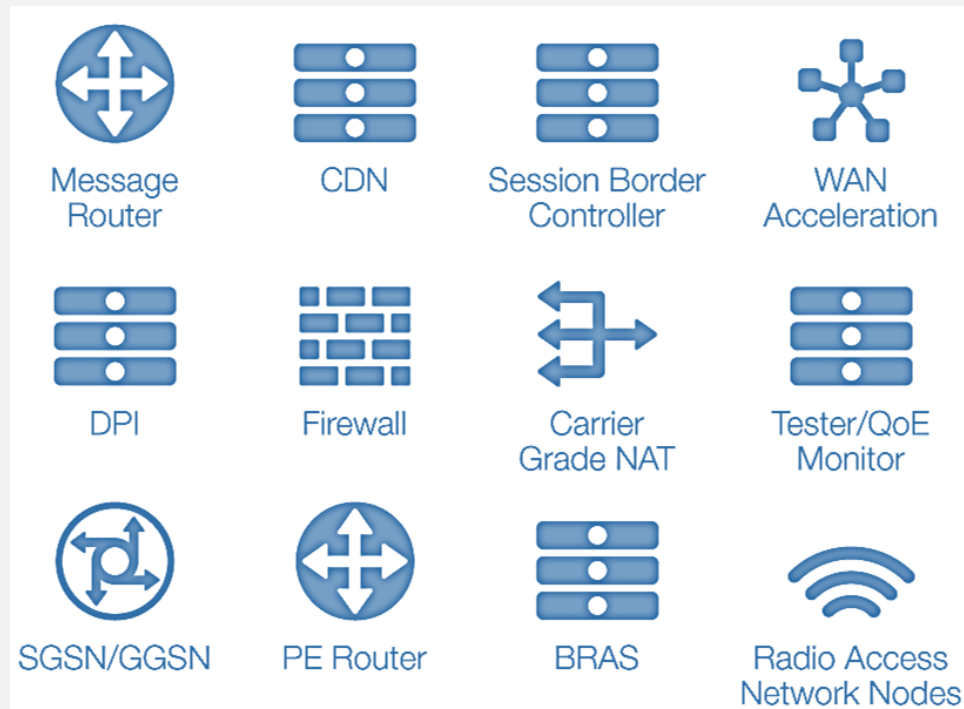 Message
Router
CDN
Session Border
Controller
WAN
Acceleration
DPI
Firewall
Carrier
Grade NAT
Tester/QoE
Monitor
SGSN/GGSN
PE Router
BRAS
Radio Access
Network Nodes